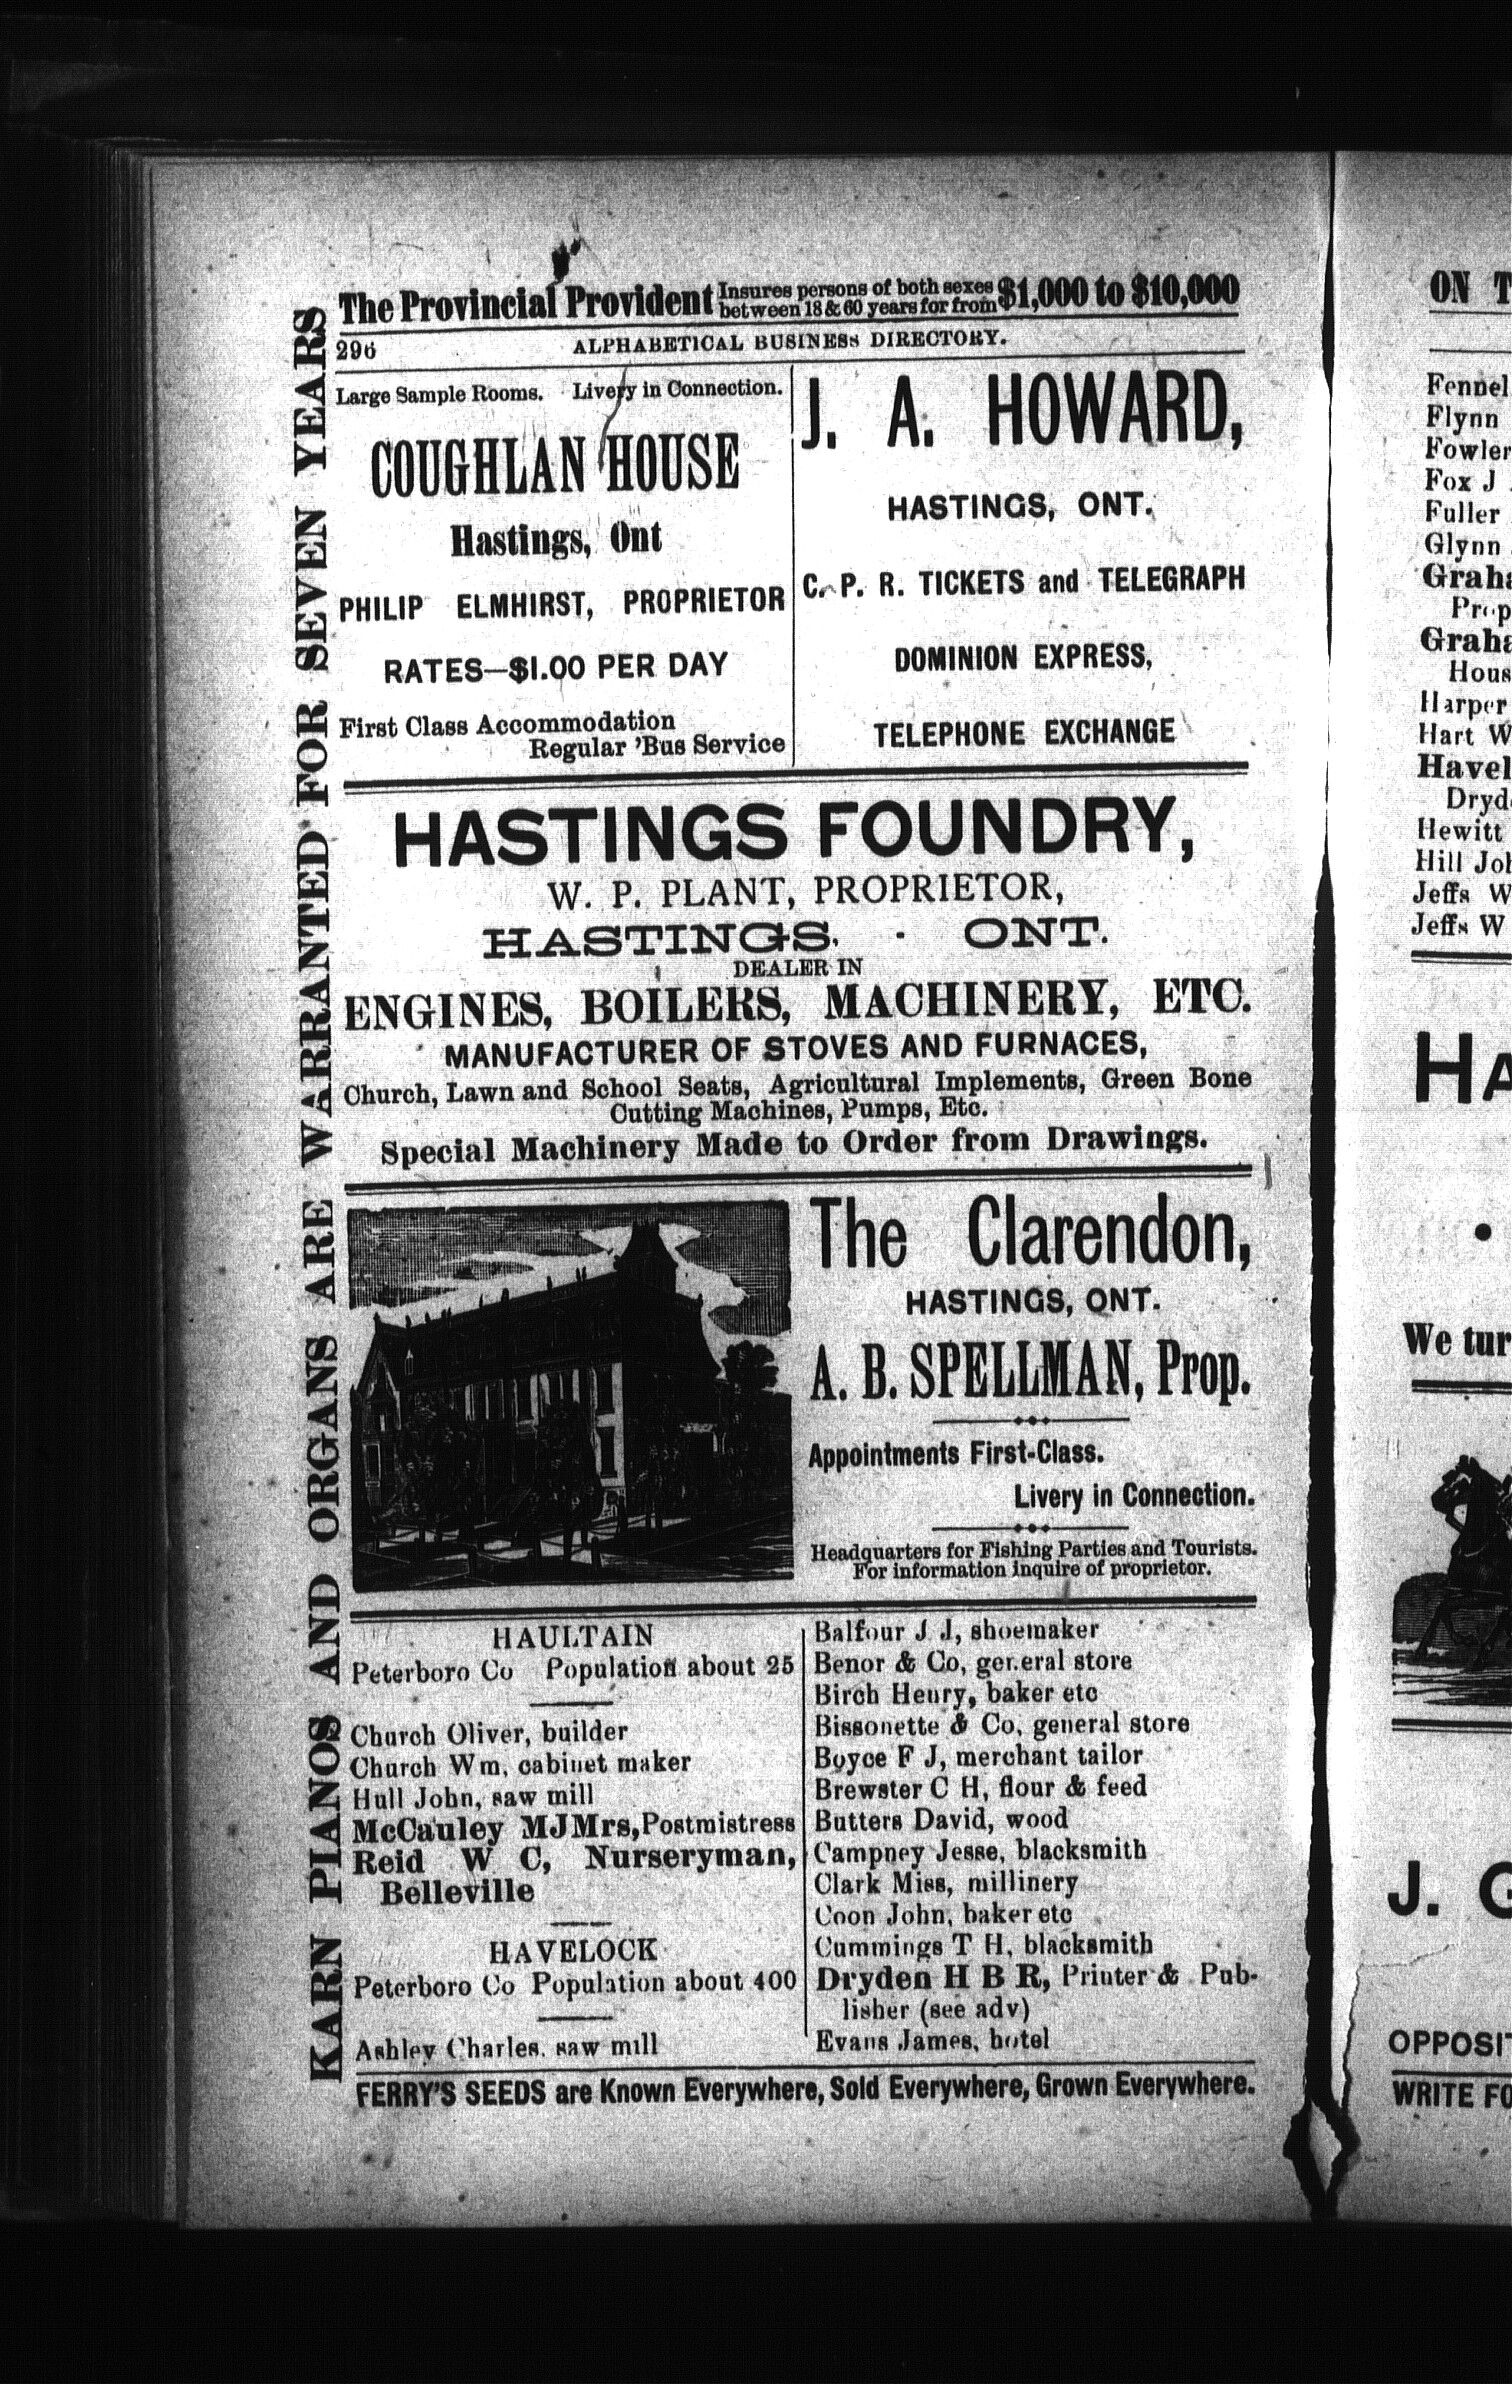 The Provincial Provident Insures persons of both sexes between 18 & 60 years for from $1,000 to $10,000
296 ALPHABETICAL BUSINESS DIRECTORY.
KARN PIANOS AND ORGANS ARE WARRANTED FOR SEVEN YEARS
Large Sample Rooms. Livery in Connection.
COUGHLAN HOUSE
Hastings, Ont
PHILIP ELMHIRST, PROPRIETOR
RATES—$1.00 PER DAY
First Class Accommodation
Regular 'Bus Service
J. A. HOWARD,
HASTINGS, ONT.
C. P. R. TICKETS and TELEGRAPH
DOMINION EXPRESS,
TELEPHONE EXCHANGE
HASTINGS FOUNDRY,
W. P. PLANT, PROPRIETOR,
HASTINGS. - ONT.
DEALER IN
ENGINES, BOILERS, MACHINERY, ETC.
MANUFACTURER OF STOVES AND FURNACES,
Church, Lawn and School Seats, Agricultural Implements, Green Bone
Cutting Machines, Pumps, Etc.
Special Machinery Made to Order from Drawings.
The Clarendon,
HASTINGS, ONT.
A. B. SPELLMAN, Prop.
Appointments First-Class.
Livery in Connection.
Headquarters for Fishing Parties and Tourists.
For information inquire of proprietor.
HAULTAIN
Peterboro Co Population about 25
Church Oliver, builder
Church Wm, cabinet maker
Hull John, saw mill
McCauley M J Mrs, Postmistress
Reid W C, Nurseryman,
Belleville
HAVELOCK
Peterboro Co Population about 400
Ashley Charles, saw mill
Balfour J J, shoemaker
Benor & Co, general store
Birch Henry, baker etc
Bissonette & Co, general store
Boyce F J, merchant tailor
Brewster C H, flour & feed
Butters David, wood
Campney Jesse, blacksmith
Clark Miss, millinery
Coon John, baker etc
Cummings T H, blacksmith
Dryden H B R, Printer & Pub-
lisher (see adv)
Evans James, hotel
FERRY'S SEEDS are Known Everywhere, Sold Everywhere, Grown Everywhere.
ON
Fennel
Flynn
Fowler
Fox J
Fuller
Glynn
Hous
Harper
Hart W
Hewitt
Hill
Jeffs W
Jeffs W
We
J.
WRITE